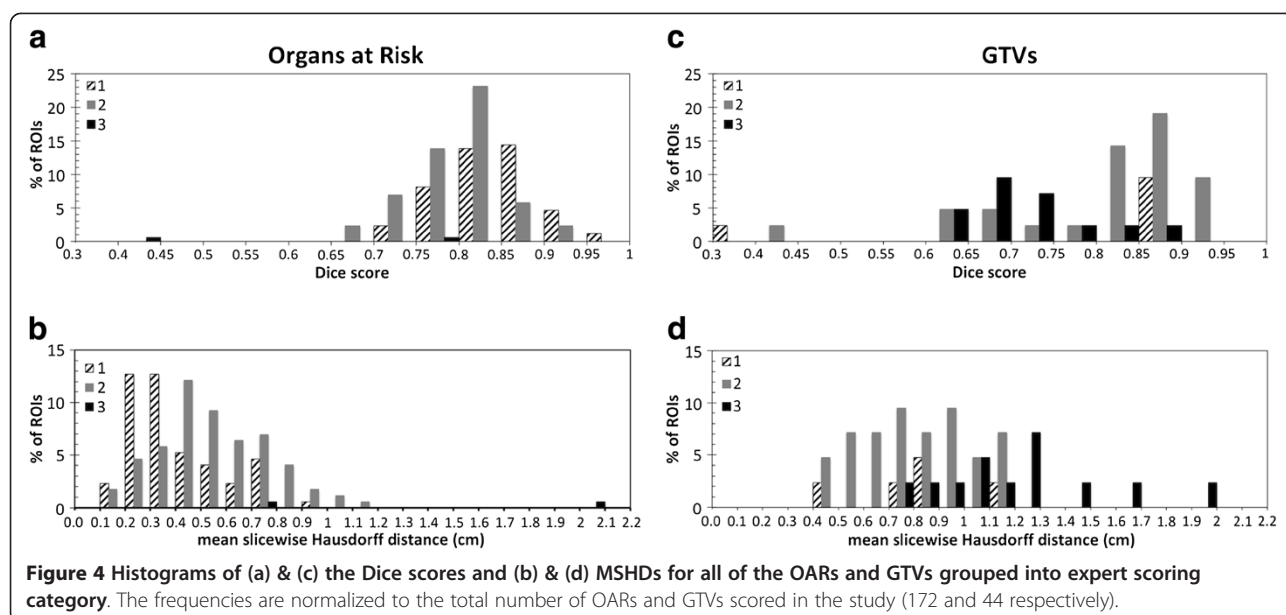 a
Organs at Risk
25
20
15
10
5
0
% of ROIs
1
2
3
0.3 0.4 0.45 0.5 0.55 0.6 0.65 0.7 0.75 0.8 0.85 0.9 0.95 1
Dice score
b
15
10
5
0
% of ROIs
1
2
3
0.0 0.1 0.2 0.3 0.4 0.5 0.6 0.7 0.8 0.9 1 1.1 1.2 1.3 1.4 1.5 1.6 1.7 1.8 1.9 2 2.1 2.2
mean slicewise Hausdorff distance (cm)
c
GTVs
25
20
15
10
5
0
% of ROIs
1
2
3
0.3 0.4 0.45 0.5 0.55 0.6 0.65 0.7 0.75 0.8 0.85 0.9 0.95 1
Dice score
d
15
10
5
0
% of ROIs
1
2
3
0.0 0.1 0.2 0.3 0.4 0.5 0.6 0.7 0.8 0.9 1 1.1 1.2 1.3 1.4 1.5 1.6 1.7 1.8 1.9 2 2.1 2.2
mean slicewise Hausdorff distance (cm)
Figure 4 Histograms of (a) & (c) the Dice scores and (b) & (d) MSHDs for all of the OARs and GTVs grouped into expert scoring
category. The frequencies are normalized to the total number of OARs and GTVs scored in the study (172 and 44 respectively).